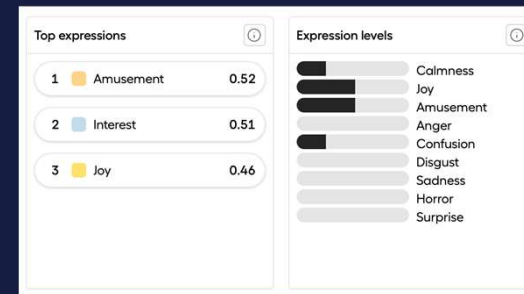 Top expressions
1 Amusement 0.52
2 Interest 0.51
3 Joy 0.46
Expression levels
Calmness
Joy
Amusement
Anger
Confusion
Disgust
Sadness
Horror
Surprise